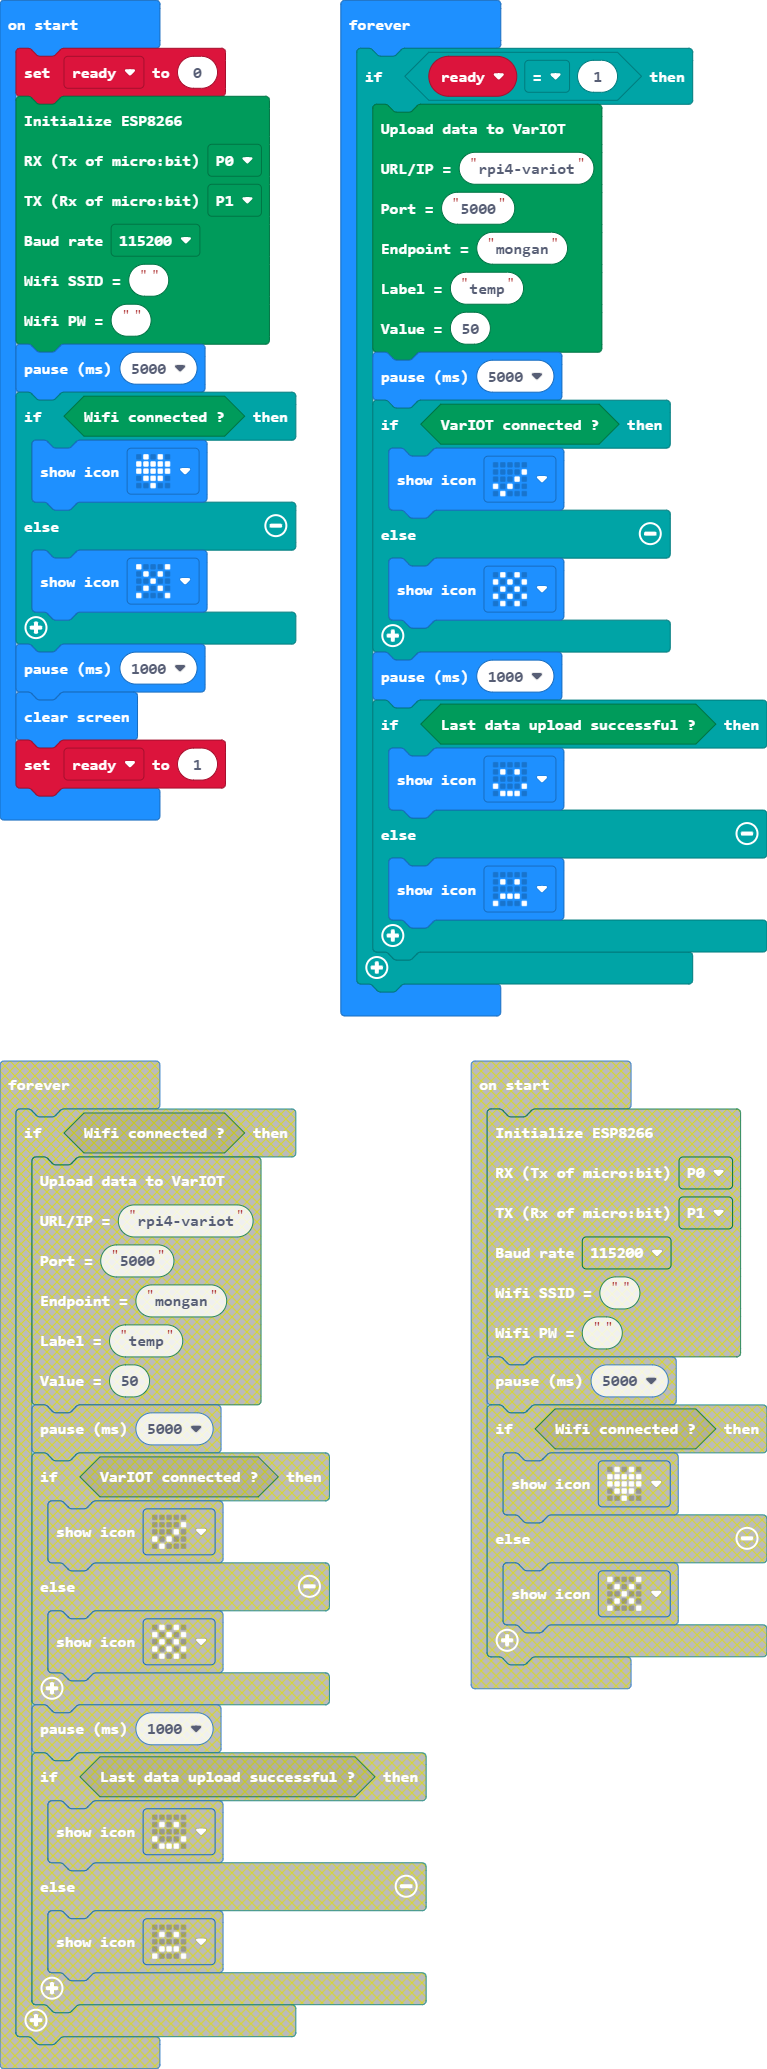 on start
set ready to 0
Initialize ESP8266
RX (Tx of micro:bit) P0
TX (Rx of micro:bit) P1
Baud rate 115200
Wifi SSID = " "
Wifi PW = " "
pause (ms) 5000
if Wifi connected ? then
show icon
else
show icon
pause (ms) 1000
clear screen
set ready to 1
forever
if ready = 1 then
Upload data to VarIOT
URL/IP = "rpi4-variot"
Port = "5000"
Endpoint = "mongan"
Label = "temp"
Value = 50
pause (ms) 5000
if VarIOT connected ? then
show icon
else
show icon
pause (ms) 1000
if Last data upload successful ? then
show icon
else
show icon
forever
if Wifi connected ? then
Upload data to VarIOT
URL/IP = "rpi4-variot"
Port = "5000"
Endpoint = "mongan"
Label = "temp"
Value = 50
pause (ms) 5000
if VarIOT connected ? then
show icon
else
show icon
pause (ms) 1000
if Last data upload successful ? then
show icon
else
show icon
on start
Initialize ESP8266
RX (Tx of micro:bit) P0
TX (Rx of micro:bit) P1
Baud rate 115200
Wifi SSID = " "
Wifi PW = " "
pause (ms) 5000
if Wifi connected ? then
show icon
else
show icon